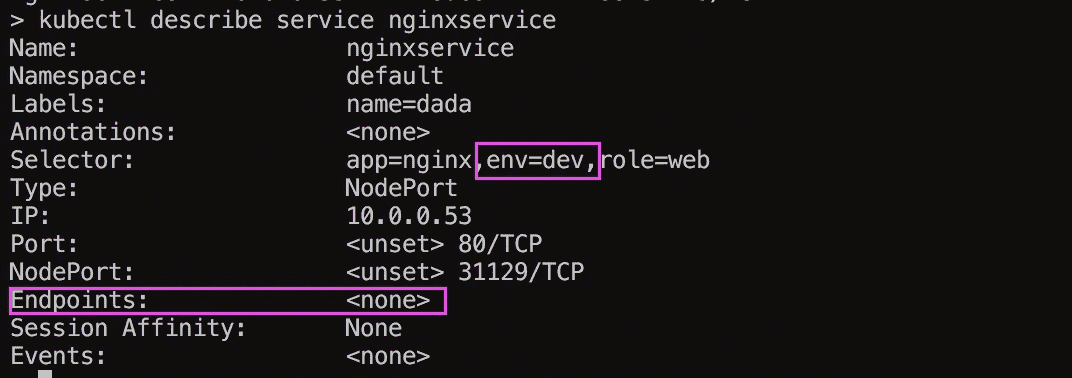 > kubectl describe service nginxservice
Name: nginxservice
Namespace: default
Labels: name=dada
Annotations: <none>
Selector: app=nginx,env=dev,role=web
Type: NodePort
IP: 10.0.0.53
Port: <unset> 80/TCP
NodePort: <unset> 31129/TCP
Endpoints: <none>
Session Affinity: None
Events: <none>